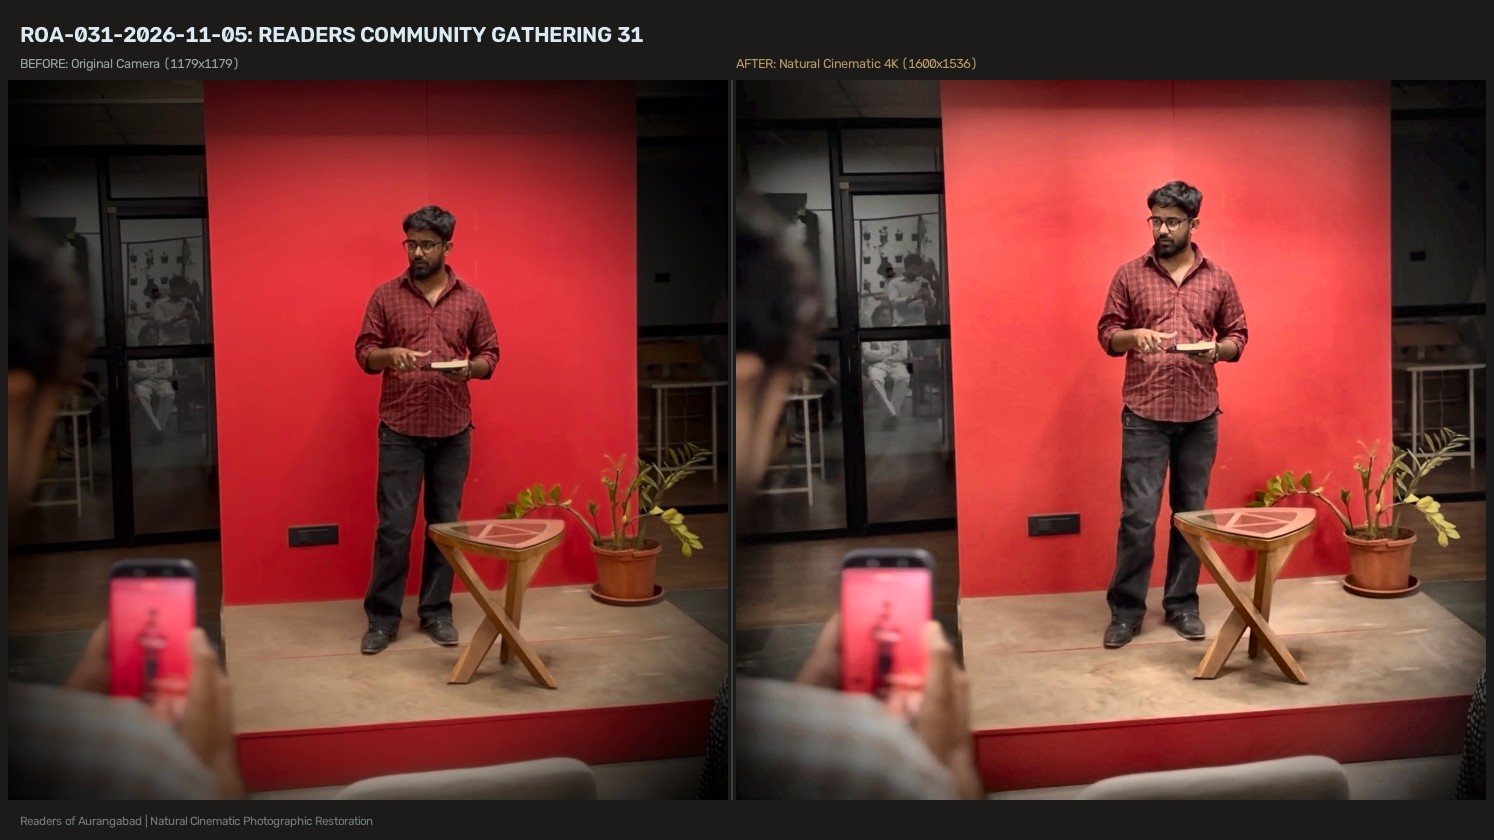 ROA-031-2026-11-05: READERS COMMUNITY GATHERING 31
BEFORE: Original Camera (1179x1179)
AFTER: Natural Cinematic 4K (1600x1536)
Readers of Aurangabad | Natural Cinematic Photographic Restoration